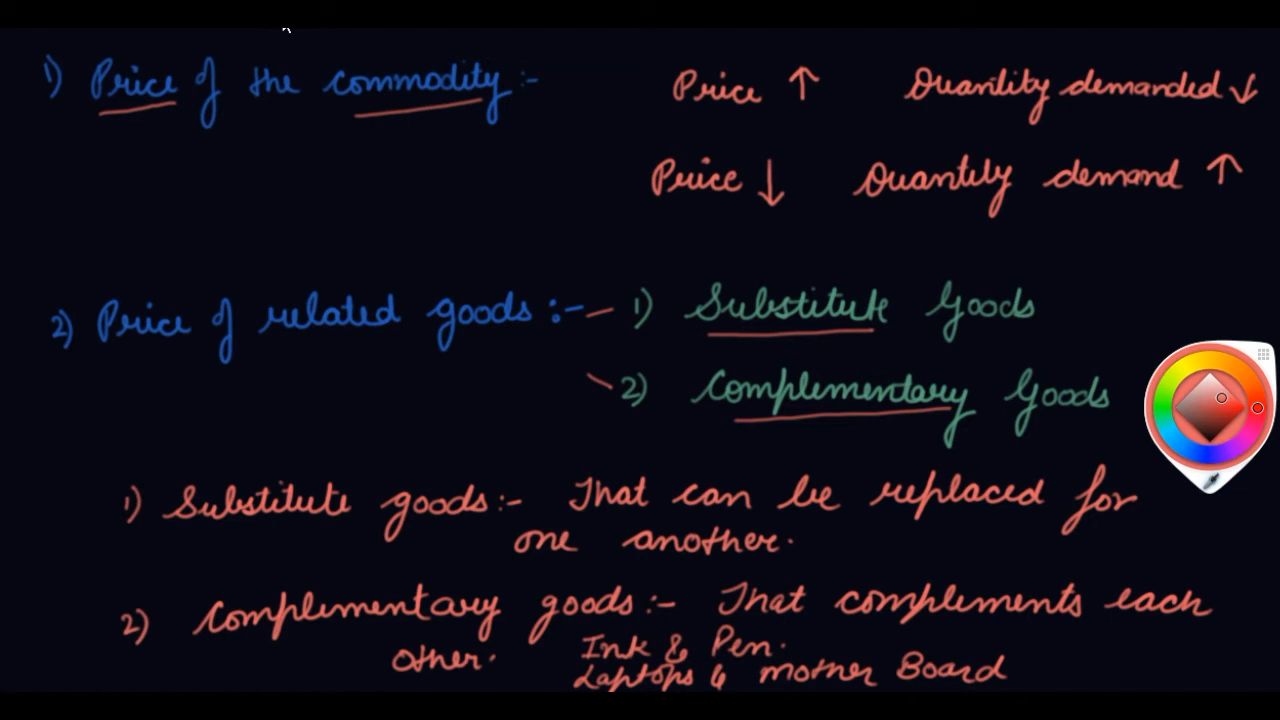 1) Price of the commodity :- Price ↑ Quantity demanded ↓
Price ↓ Quantity demand ↑
2) Price of related goods :- 1) Substitute Goods
2) Complementary Goods
1) Substitute goods :- That can be replaced for
one another.
2) Complementary goods :- That complements each
other. Ink & Pen.
Laptops & mother Board